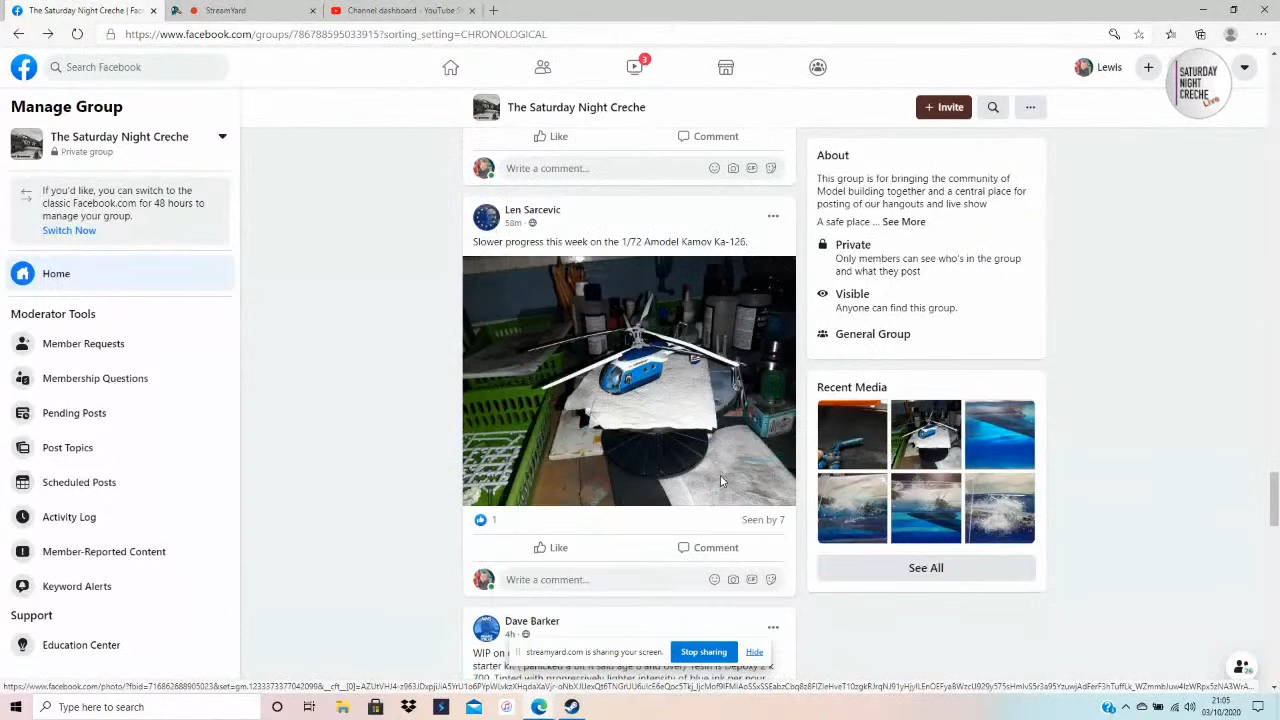 The Saturday Night Creche | Fac
StreamYard
Channel dashboard - YouTube S
https://www.facebook.com/groups/786788595033915?sorting_setting=CHRONOLOGICAL
Search Facebook
3
Lewis
SATURDAY
NIGHT
CRECHE
Live
Manage Group
The Saturday Night Creche
Invite
The Saturday Night Creche
Private group
Like
Comment
About
This group is for bringing the community of
Model building together and a central place for
posting of our hangouts and live show
A safe place ... See More
Write a comment...
If you'd like, you can switch to the
classic Facebook.com for 48 hours to
manage your group.
Switch Now
Len Sarcevic
58m
Slower progress this week on the 1/72 Amodel Kamov Ka-126.
Private
Only members can see who's in the group
and what they post
Visible
Anyone can find this group.
General Group
Home
Moderator Tools
Member Requests
Membership Questions
Pending Posts
Post Topics
Scheduled Posts
Activity Log
Member-Reported Content
Keyword Alerts
Support
Education Center
Recent Media
See All
1
Seen by 7
Like
Comment
Write a comment...
Dave Barker
4h
WIP on
streamyard.com is sharing your screen.
Stop sharing
Hide
Type here to search
21:05
03/10/2020